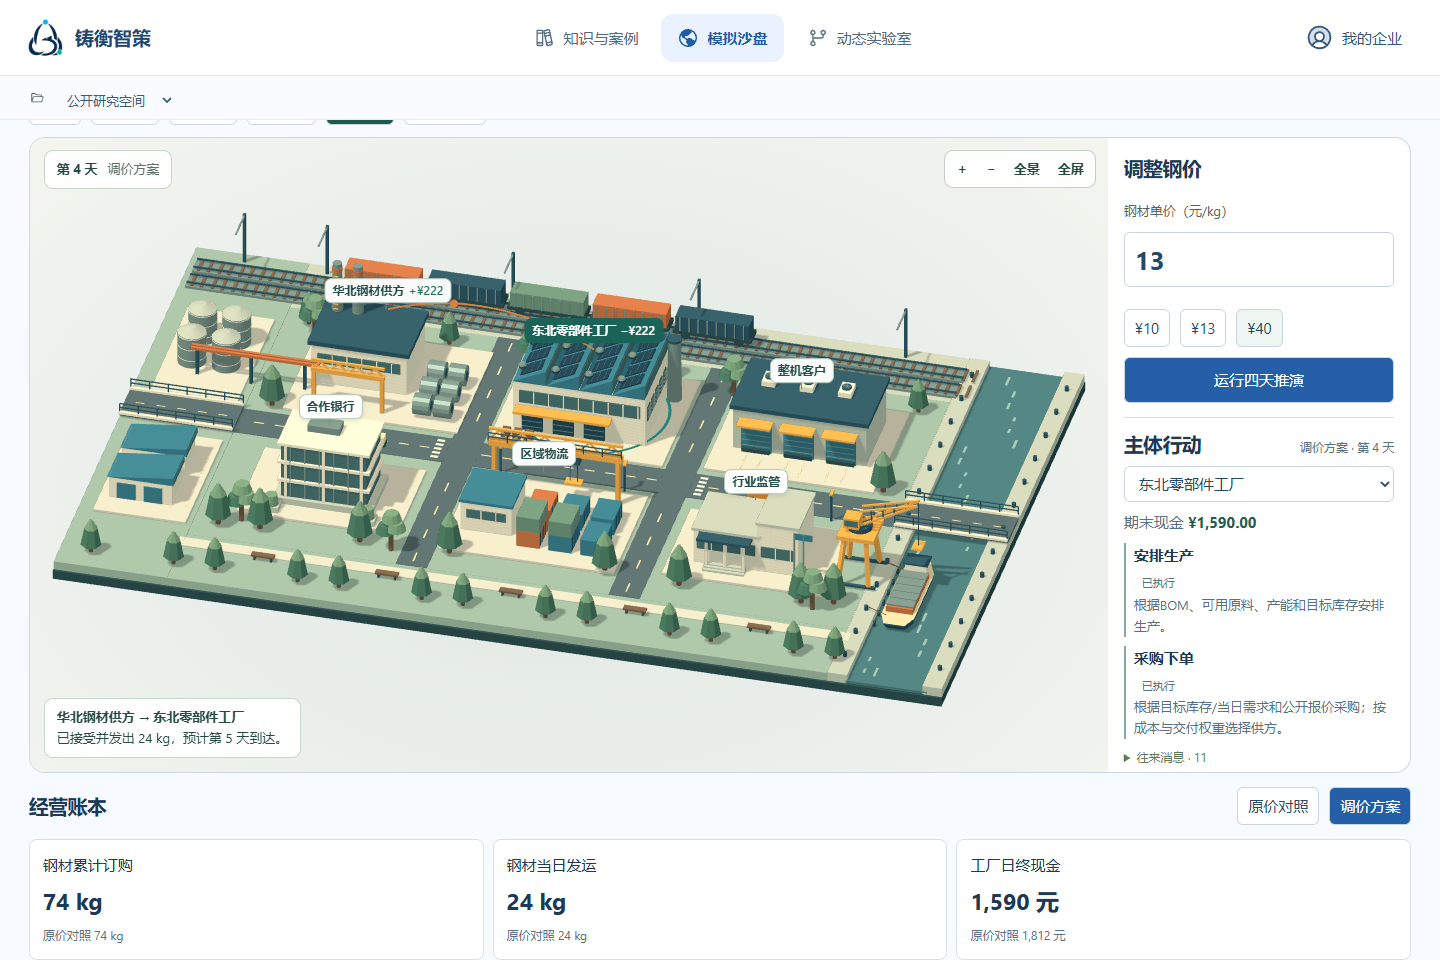 铸衡智策
知识与案例
模拟沙盘
动态实验室
我的企业
公开研究空间
第 4 天 调价方案
+ − 全景 全屏
华北钢材供方 +¥222
东北零部件工厂 −¥222
整机客户
合作银行
区域物流
行业监管
华北钢材供方 → 东北零部件工厂
已接受并发出 24 kg，预计第 5 天到达。
调整钢价
钢材单价（元/kg）
13
¥10 ¥13 ¥40
运行四天推演
主体行动 调价方案 · 第 4 天
东北零部件工厂
期末现金 ¥1,590.00
安排生产
已执行
根据BOM、可用原料、产能和目标库存安排
生产。
采购下单
已执行
根据目标库存/当日需求和公开报价采购；按
成本与交付权重选择供方。
往来消息 · 11
经营账本
原价对照 调价方案
钢材累计订购
74 kg
原价对照 74 kg
钢材当日发运
24 kg
原价对照 24 kg
工厂日终现金
1,590 元
原价对照 1,812 元